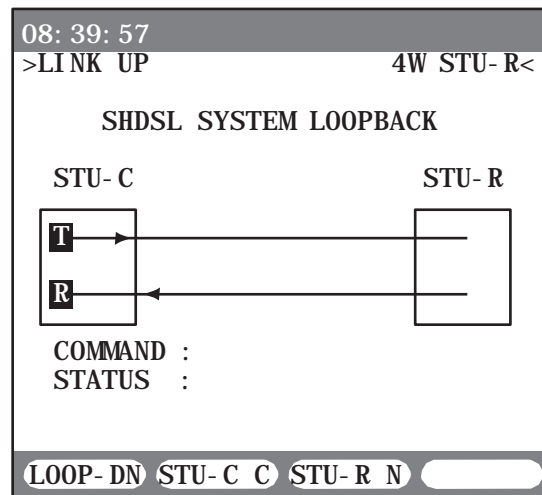 08:39:57
>LINK UP 4W STU-R<
SHDSL SYSTEM LOOPBACK
STU-C STU-R
T
R
COMMAND :
STATUS :
LOOP-DN STU-C C STU-R N